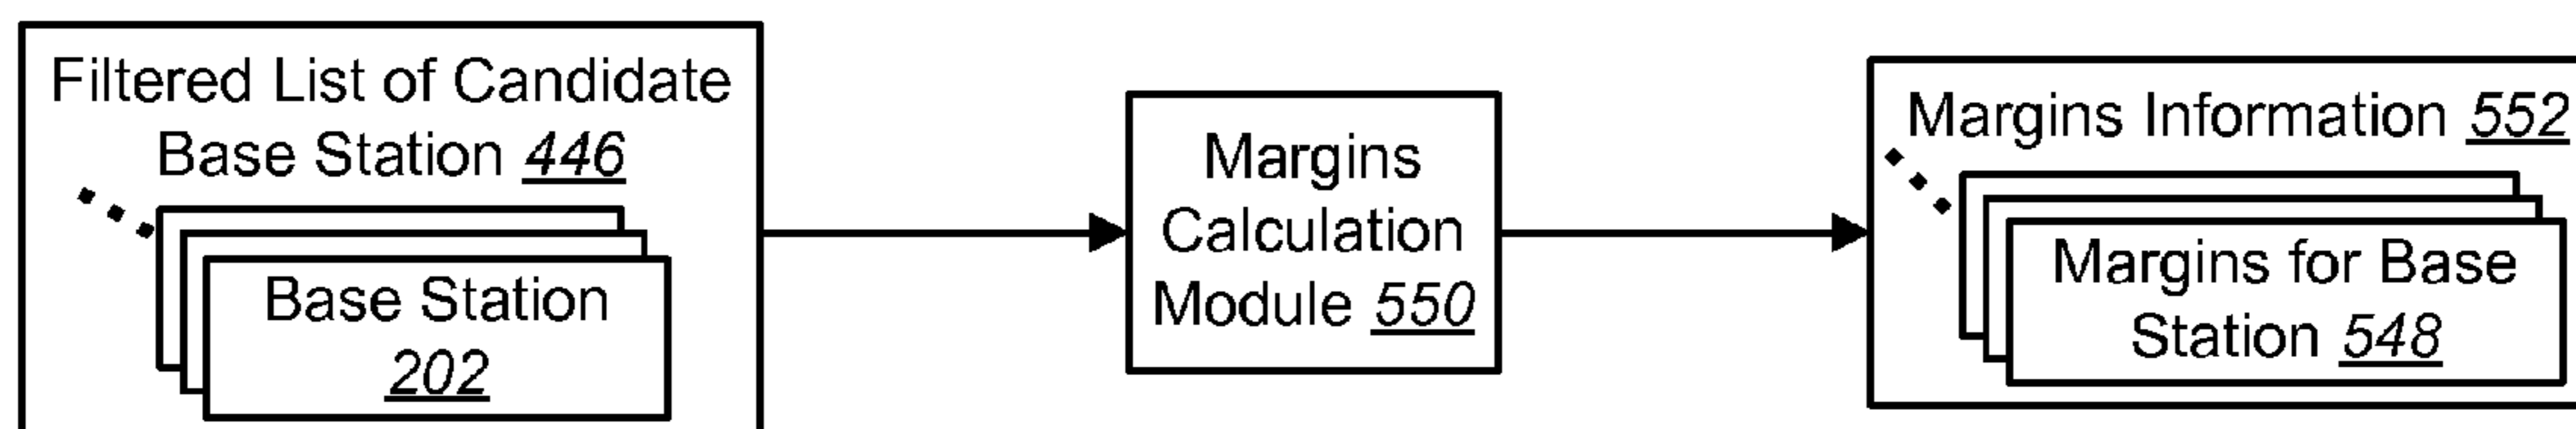 Filtered List of Candidate
Base Station 446
Base Station
202
Margins
Calculation
Module 550
Margins Information 552
Margins for Base
Station 548